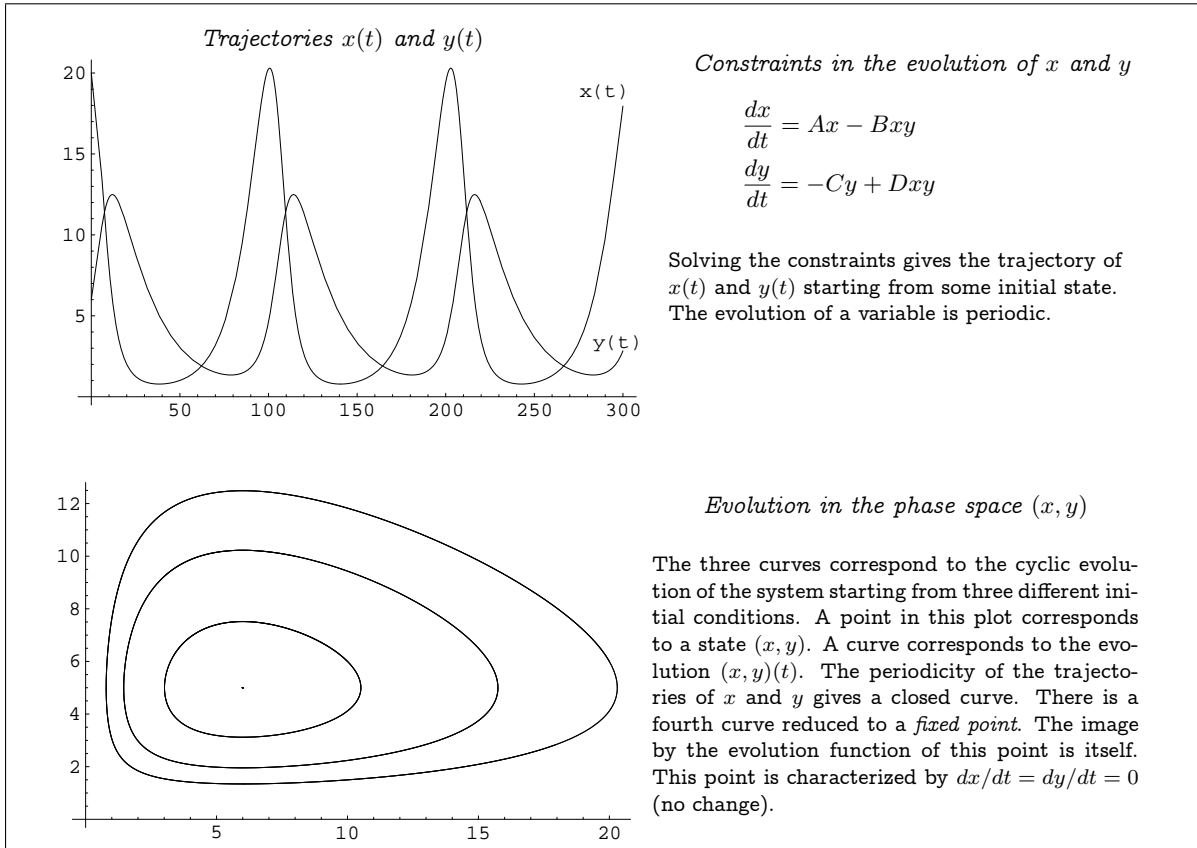 Trajectories x(t) and y(t)
20
15
10
5
x(t)
y(t)
50 100 150 200 250 300
Constraints in the evolution of x and y
dx/dt = Ax − Bxy
dy/dt = −Cy + Dxy
Solving the constraints gives the trajectory of
x(t) and y(t) starting from some initial state.
The evolution of a variable is periodic.
12
10
8
6
4
2
5 10 15 20
Evolution in the phase space (x, y)
The three curves correspond to the cyclic evolu-
tion of the system starting from three different ini-
tial conditions. A point in this plot corresponds
to a state (x, y). A curve corresponds to the evo-
lution (x, y)(t). The periodicity of the trajecto-
ries of x and y gives a closed curve. There is a
fourth curve reduced to a fixed point. The image
by the evolution function of this point is itself.
This point is characterized by dx/dt = dy/dt = 0
(no change).